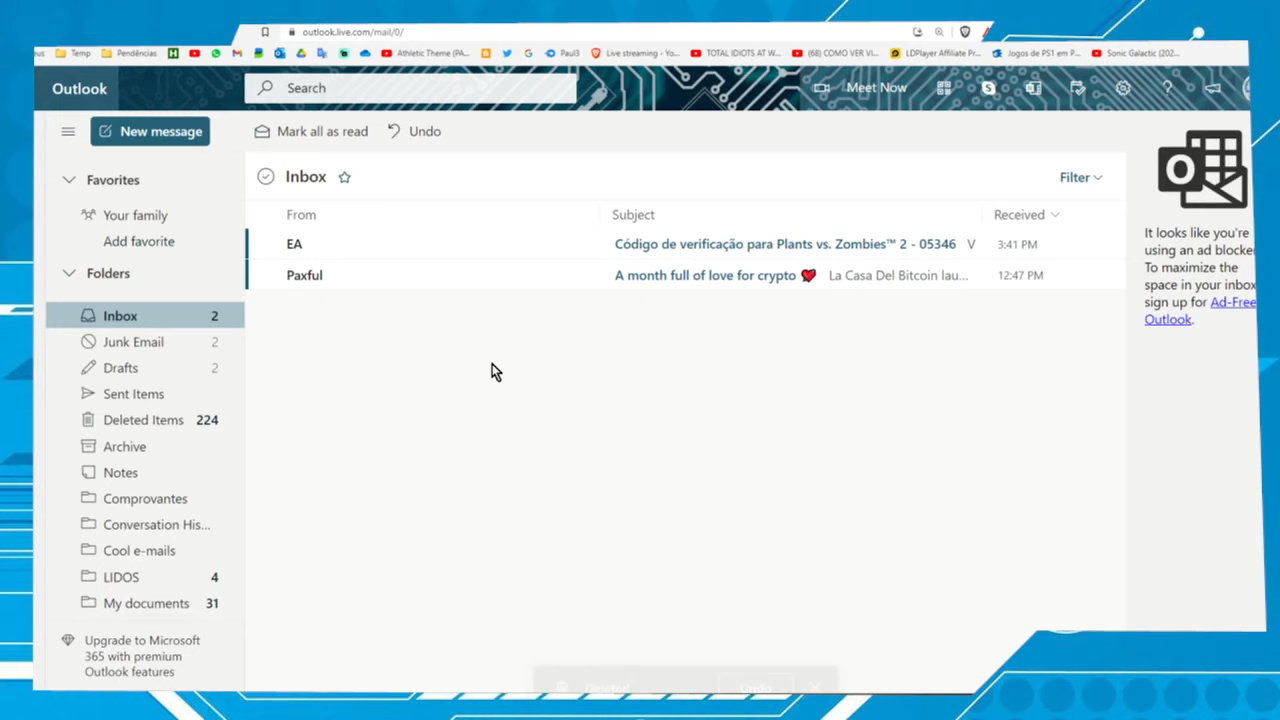 outlook.live.com/mail/0/
Temp
Pendências
Athletic Theme (PA...
Paul3
Live streaming - Yo...
TOTAL IDIOTS AT W...
(68) COMO VER VI...
LDPlayer Affiliate Pr...
Jogos de PS1 em P...
Sonic Galactic (202...
Outlook
Search
Meet Now
New message
Mark all as read
Undo
Favorites
Your family
Add favorite
Folders
Inbox 2
Junk Email 2
Drafts 2
Sent Items
Deleted Items 224
Archive
Notes
Comprovantes
Conversation His...
Cool e-mails
LIDOS 4
My documents 31
Upgrade to Microsoft
365 with premium
Outlook features
Inbox
Filter
From Subject Received
EA Código de verificação para Plants vs. Zombies™ 2 - 05346 V 3:41 PM
Paxful A month full of love for crypto La Casa Del Bitcoin lau... 12:47 PM
It looks like you're
using an ad blocker.
To maximize the
space in your inbox,
sign up for Ad-Free
Outlook.
Undo